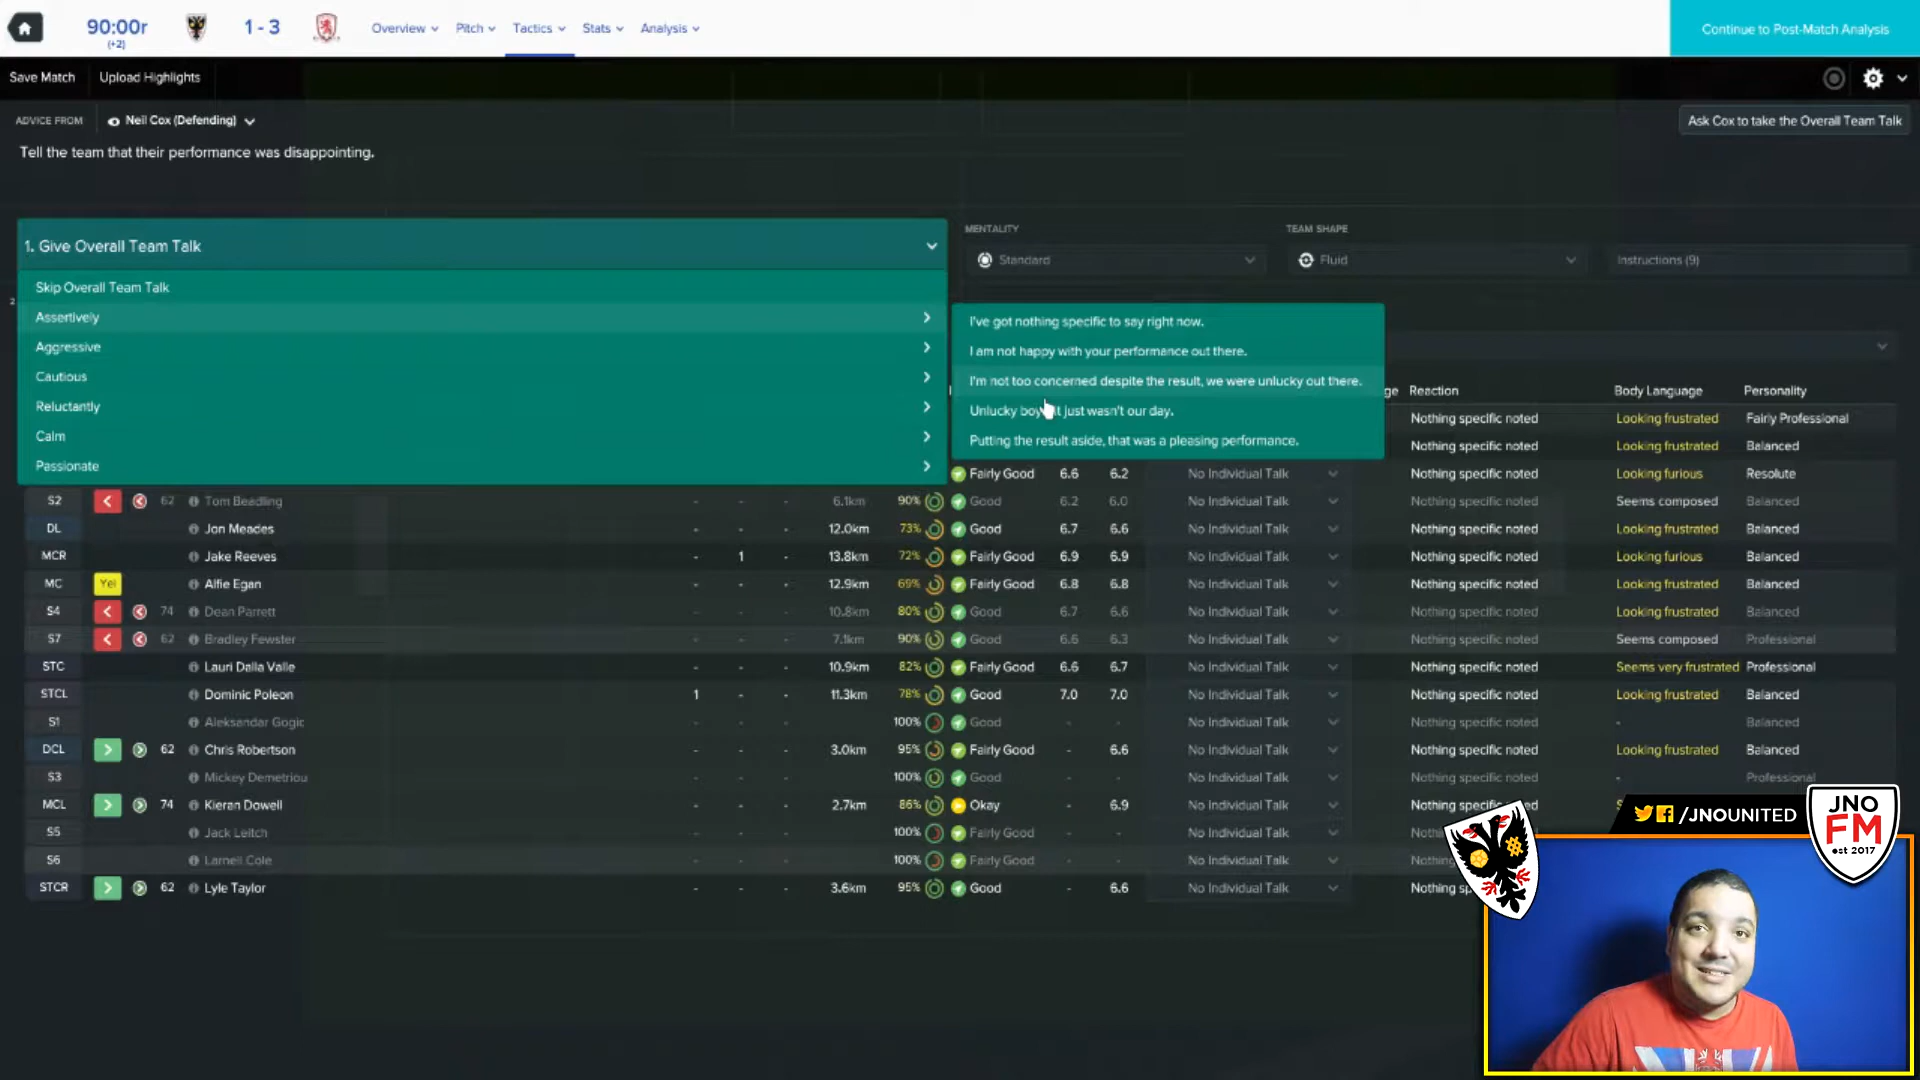 90:00r
(+2)
1 - 3
Overview
Pitch
Tactics
Stats
Analysis
Continue to Post-Match Analysis
Save Match
Upload Highlights
ADVICE FROM
Neil Cox (Defending)
Ask Cox to take the Overall Team Talk
Tell the team that their performance was disappointing.
1. Give Overall Team Talk
MENTALITY
TEAM SHAPE
Standard
Fluid
Instructions (9)
Skip Overall Team Talk
2
Assertively
Aggressive
Cautious
Reluctantly
Calm
Passionate
I've got nothing specific to say right now.
I am not happy with your performance out there.
I'm not too concerned despite the result, we were unlucky out there.
Unlucky just wasn't our day.
Putting the result aside, that was a pleasing performance.
Reaction Body Language Personality
Nothing specific noted Looking frustrated Fairly Professional
Nothing specific noted Looking frustrated Balanced
Fairly Good 6.6 6.2 No Individual Talk Nothing specific noted Looking furious Resolute
S2 62 Tom Beadling - - - 6.1km 90% Good 6.2 6.0 No Individual Talk Nothing specific noted Seems composed Balanced
DL Jon Meades - - - 12.0km 73% Good 6.7 6.6 No Individual Talk Nothing specific noted Looking frustrated Balanced
MCR Jake Reeves - 1 - 13.8km 72% Fairly Good 6.9 6.9 No Individual Talk Nothing specific noted Looking furious Balanced
MC Yel Alfie Egan - - - 12.9km 69% Fairly Good 6.8 6.8 No Individual Talk Nothing specific noted Looking frustrated Balanced
S4 74 Dean Parrett - - - 10.8km 80% Good 6.7 6.6 No Individual Talk Nothing specific noted Looking frustrated Balanced
S7 62 Bradley Fewster - - - 7.1km 90% Good 6.6 6.3 No Individual Talk Nothing specific noted Seems composed Professional
STC Lauri Dalla Valle - - - 10.9km 82% Fairly Good 6.6 6.7 No Individual Talk Nothing specific noted Seems very frustrated Professional
STCL Dominic Poleon 1 - - 11.3km 78% Good 7.0 7.0 No Individual Talk Nothing specific noted Looking frustrated Balanced
S1 Aleksandar Gogic 100% Good - - No Individual Talk Nothing specific noted - Balanced
DCL 62 Chris Robertson - - - 3.0km 95% Fairly Good - 6.6 No Individual Talk Nothing specific noted Looking frustrated Balanced
S3 Mickey Demetriou 100% Good - - No Individual Talk Nothing specific noted - Professional
MCL 74 Kieran Dowell - - - 2.7km 86% Okay - 6.9 No Individual Talk Nothing specific noted
S5 Jack Leitch 100% Fairly Good - - No Individual Talk Nothing specific noted
S6 Larnell Cole 100% Fairly Good - - No Individual Talk Nothing specific
STCR 62 Lyle Taylor - - - 3.6km 95% Good - 6.6 No Individual Talk Nothing
/JNOUNITED
JNO
FM
est 2017